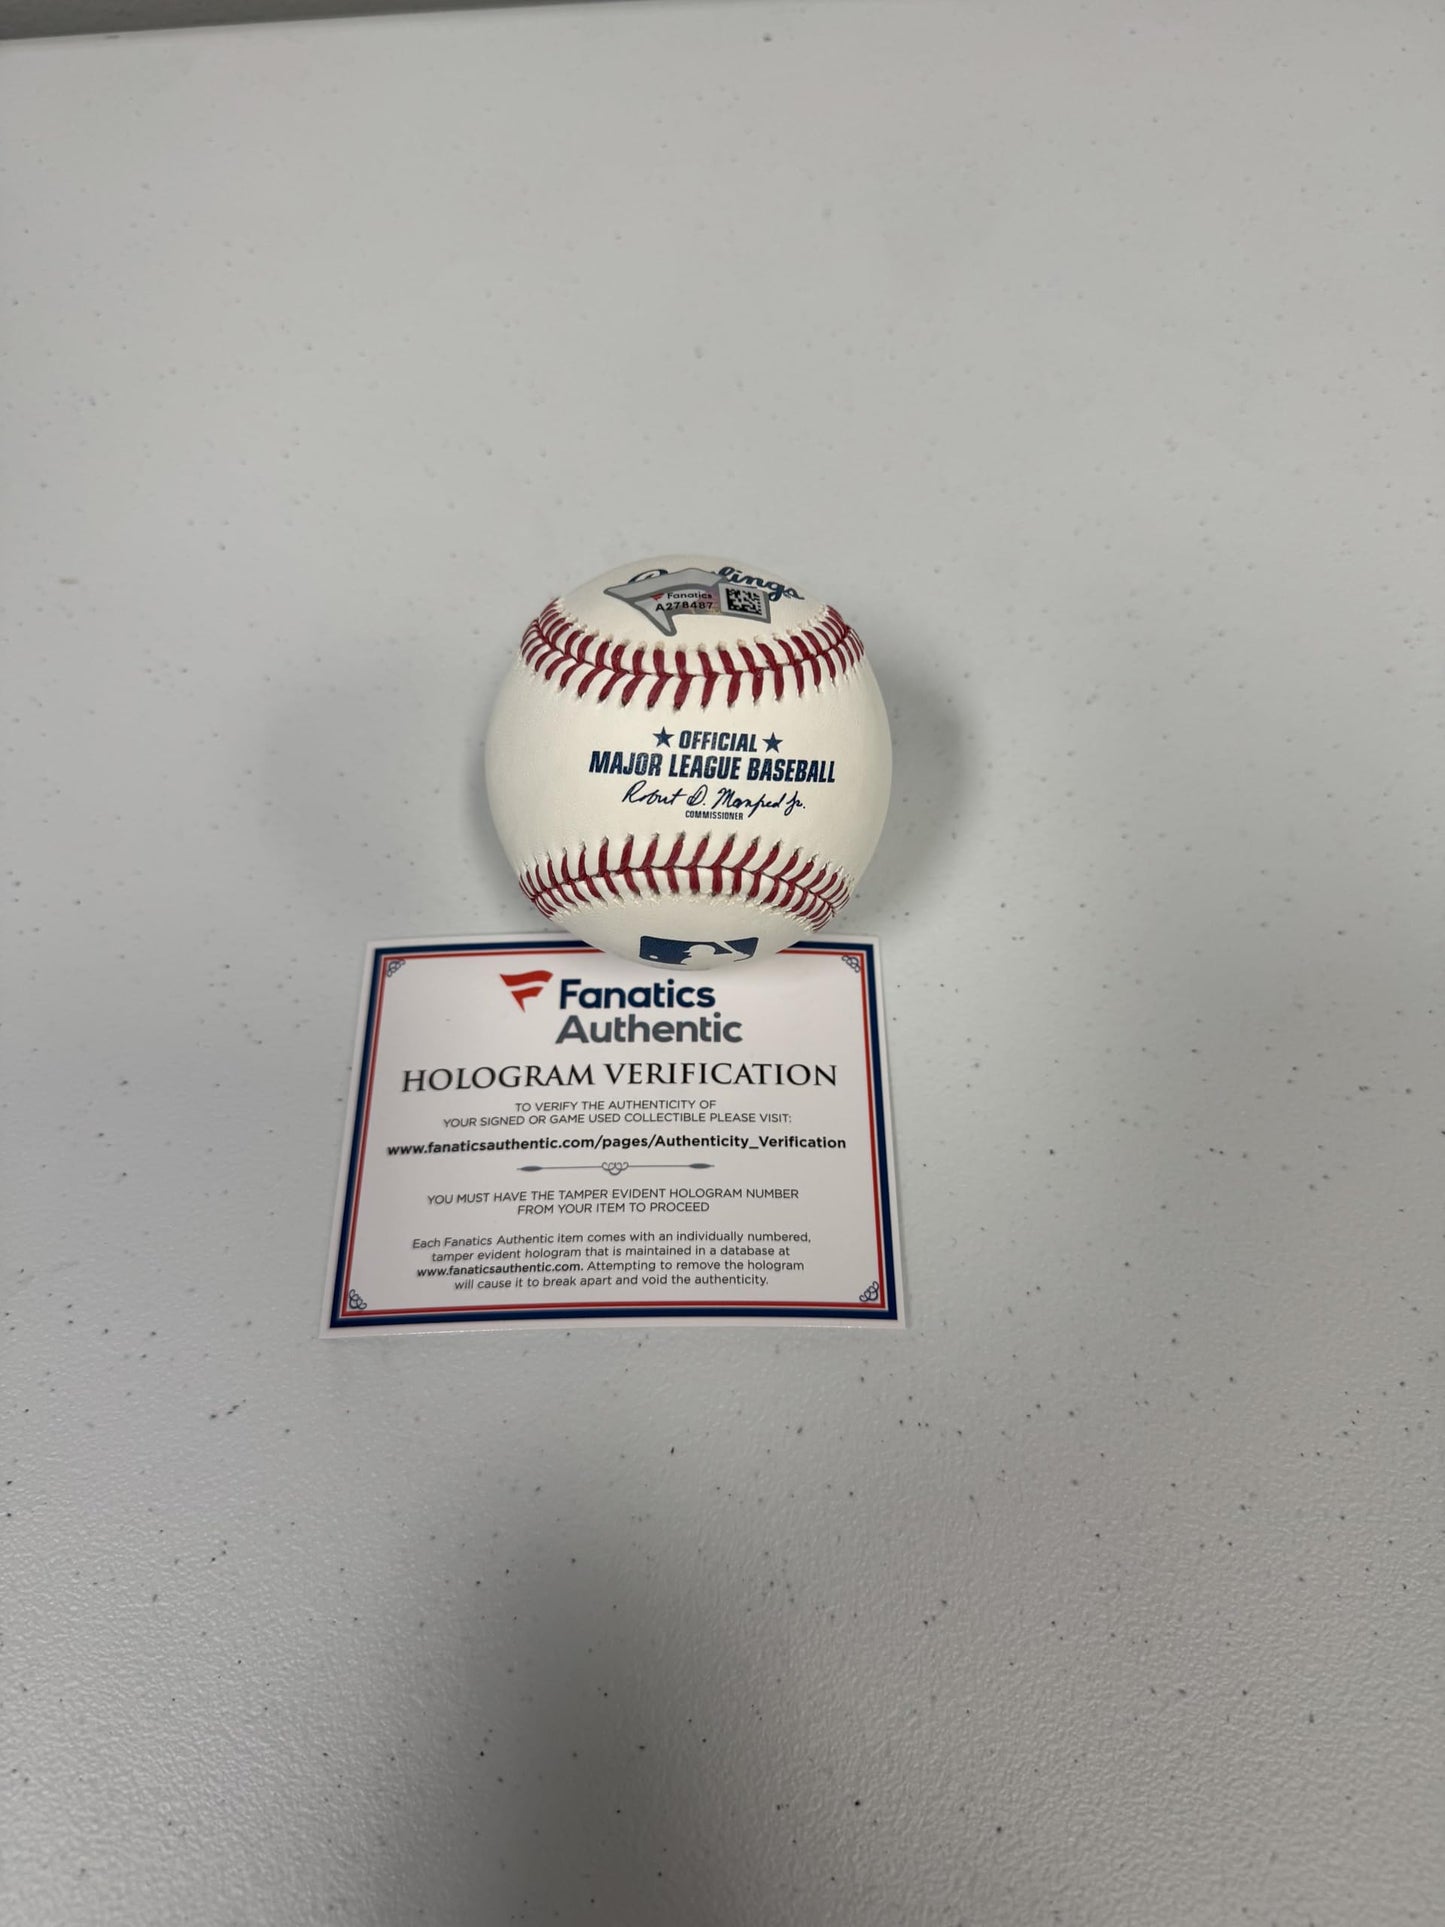 Fanatics
A278487
★ OFFICIAL ★
MAJOR LEAGUE BASEBALL
Robert D. Manfred Jr.
COMMISSIONER
Fanatics
Authentic
HOLOGRAM VERIFICATION
TO VERIFY THE AUTHENTICITY OF
YOUR SIGNED OR GAME USED COLLECTIBLE PLEASE VISIT:
www.fanaticsauthentic.com/pages/Authenticity_Verification
YOU MUST HAVE THE TAMPER EVIDENT HOLOGRAM NUMBER
FROM YOUR ITEM TO PROCEED
Each Fanatics Authentic item comes with an individually numbered,
tamper evident hologram that is maintained in a database at
www.fanaticsauthentic.com. Attempting to remove the hologram
will cause it to break apart and void the authenticity.